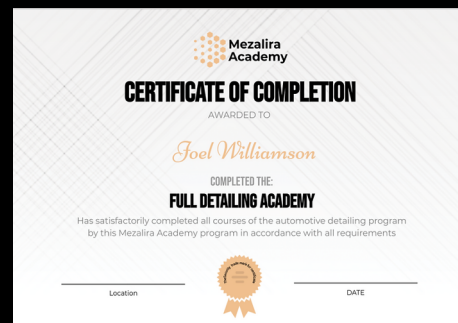 Mezalira
Academy
CERTIFICATE OF COMPLETION
AWARDED TO
Joel Williamson
COMPLETED THE:
FULL DETAILING ACADEMY
Has satisfactorily completed all courses of the automotive detailing program
by this Mezalira Academy program in accordance with all requirements
Location
DATE